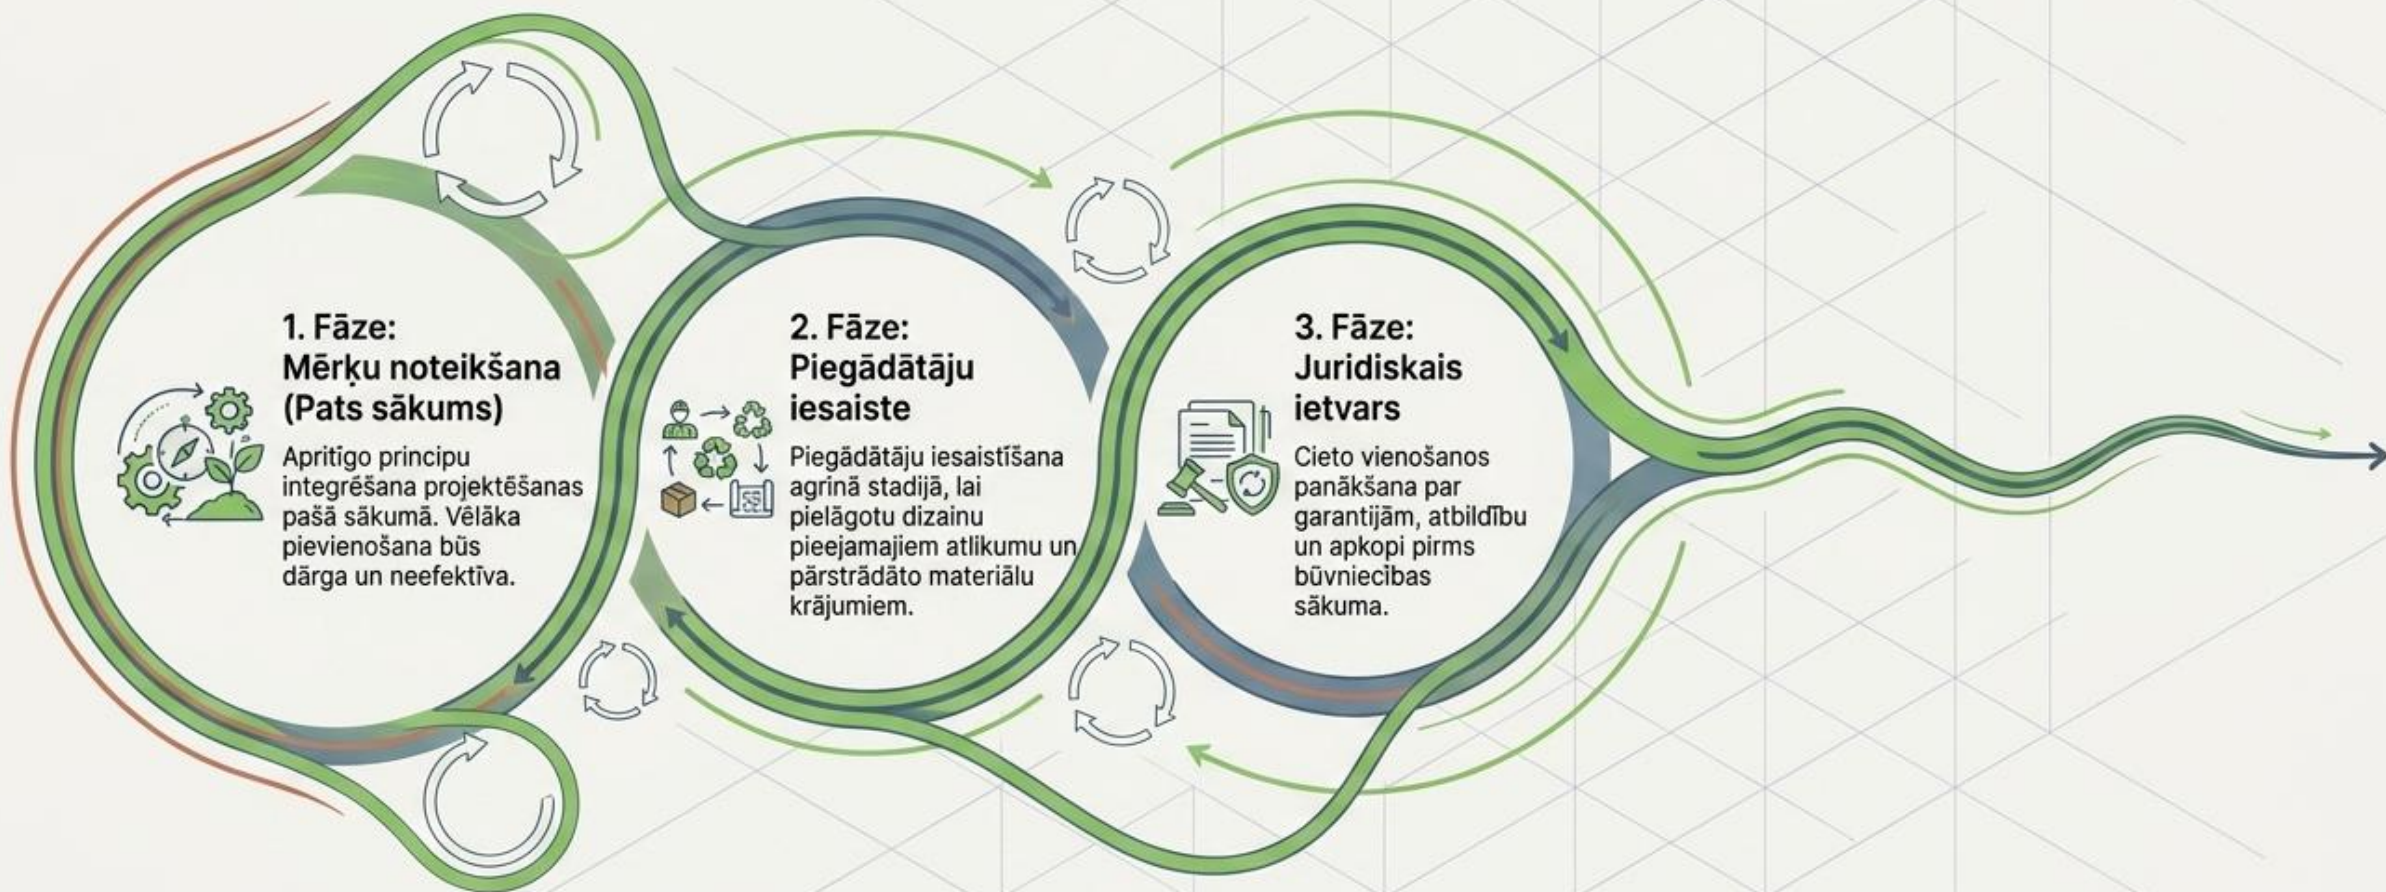 1. Fāze:
Mērķu noteikšana
(Pats sākums)
Apritīgo principu
integrēšana projektēšanas
pašā sākumā. Vēlāka
pievienošana būs
dārga un neefektīva.
2. Fāze:
Piegādātāju
iesaiste
Piegādātāju iesaistīšana
agrīnā stadijā, lai
pielāgotu dizainu
pieejamajiem atlikumu un
pārstrādāto materiālu
krājumiem.
3. Fāze:
Juridiskais
ietvars
Cieto vienošanos
panākšana par
garantijām, atbildību
un apkopi pirms
būvniecības
sākuma.